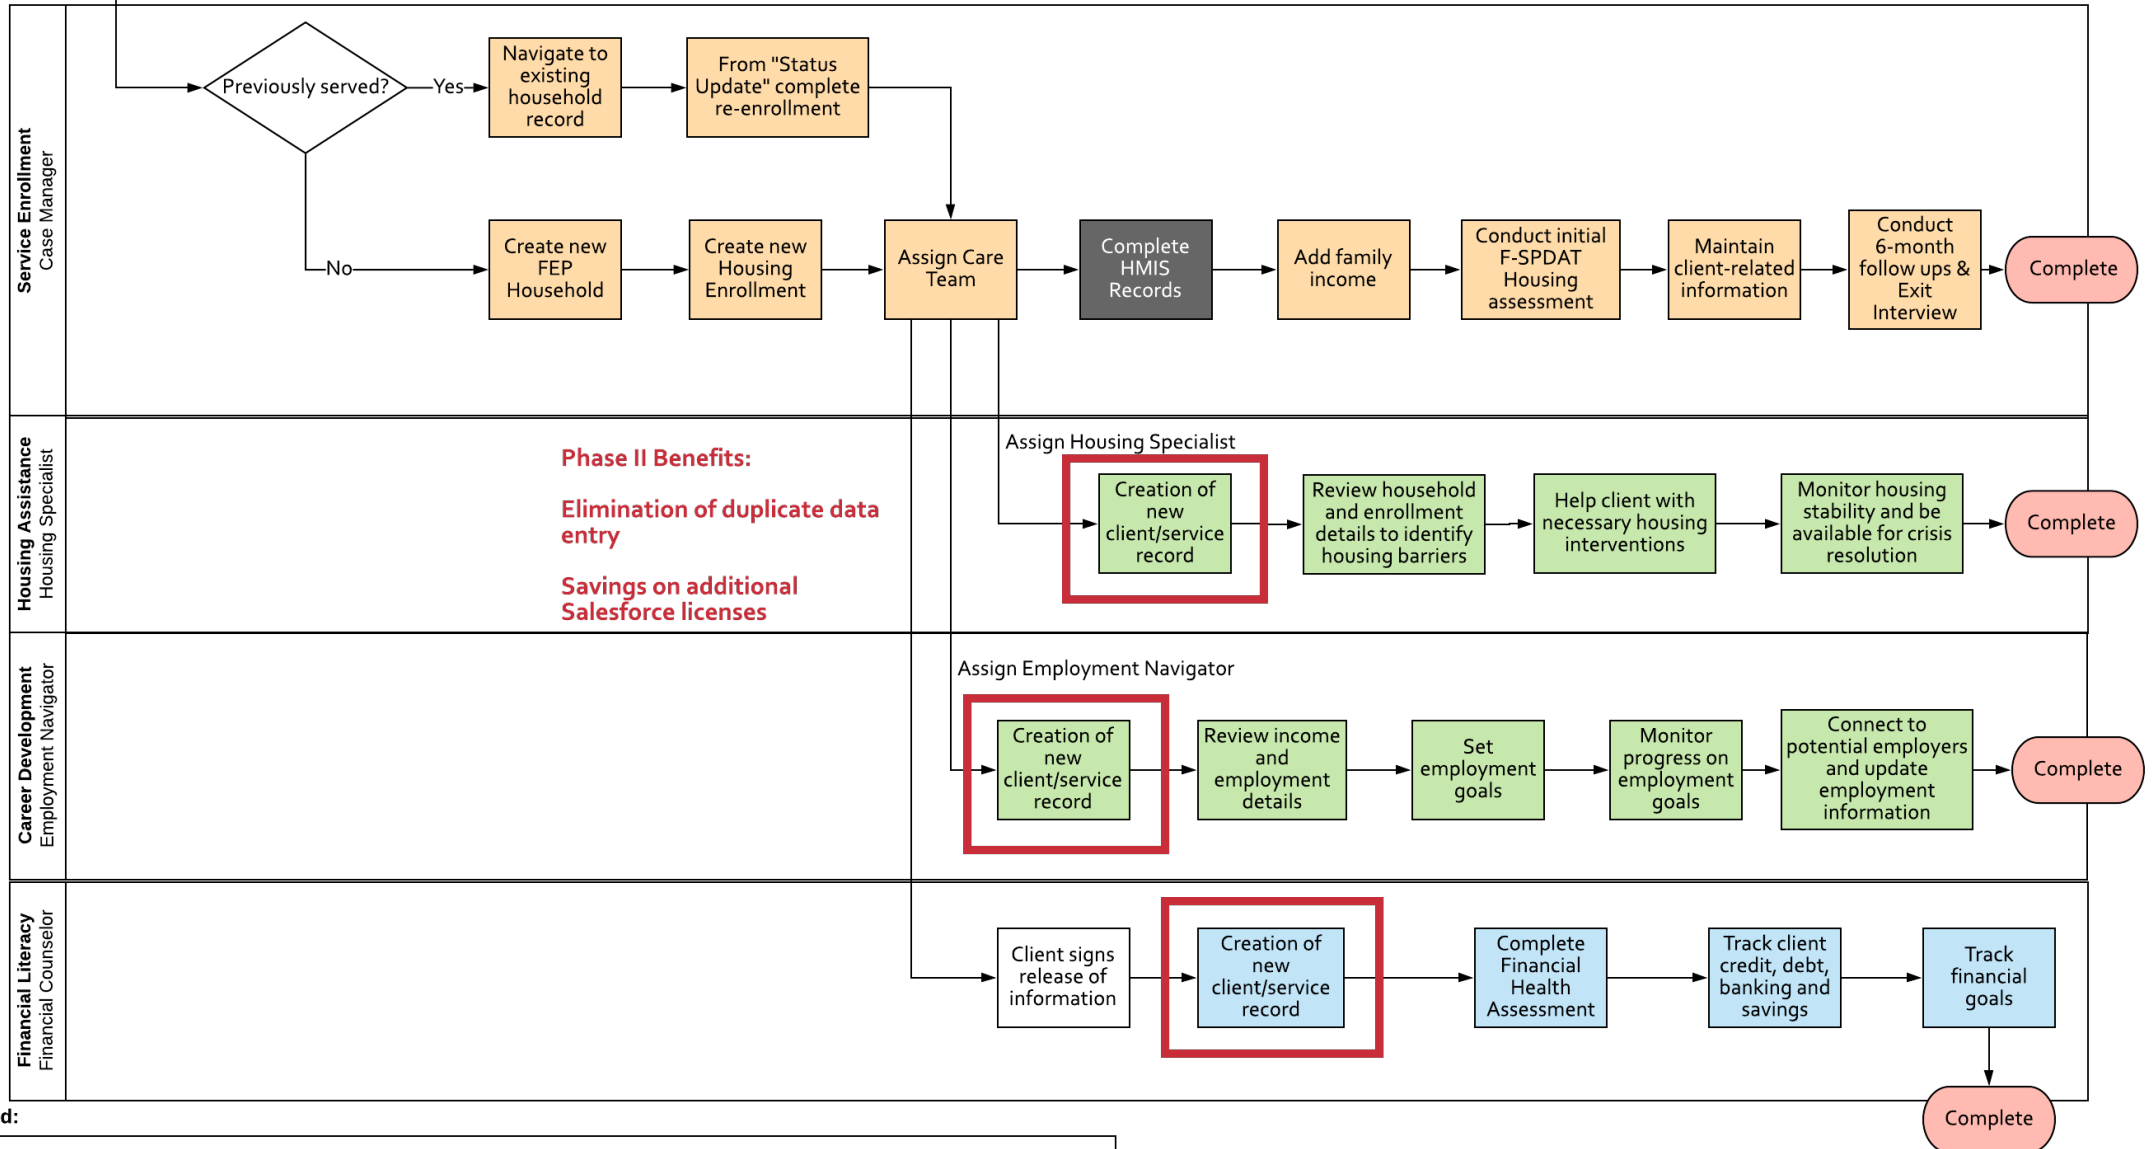 Service Enrollment
Case Manager
Previously served?
Yes
Navigate to
existing
household
record
From "Status
Update" complete
re-enrollment
No
Create new
FEP
Household
Create new
Housing
Enrollment
Assign Care
Team
Complete
HMIS
Records
Add family
income
Conduct initial
F-SPDAT
Housing
assessment
Maintain
client-related
information
Conduct
6-month
follow ups &
Exit
Interview
Complete
Housing Assistance
Housing Specialist
Phase II Benefits:
Elimination of duplicate data
entry
Savings on additional
Salesforce licenses
Assign Housing Specialist
Creation of
new
client/service
record
Review household
and enrollment
details to identify
housing barriers
Help client with
necessary housing
interventions
Monitor housing
stability and be
available for crisis
resolution
Complete
Career Development
Employment Navigator
Assign Employment Navigator
Creation of
new
client/service
record
Review income
and
employment
details
Set
employment
goals
Monitor
progress on
employment
goals
Connect to
potential employers
and update
employment
information
Complete
Financial Literacy
Financial Counselor
Client signs
release of
information
Creation of
new
client/service
record
Complete
Financial
Health
Assessment
Track client
credit, debt,
banking and
savings
Track
financial
goals
Complete
d: